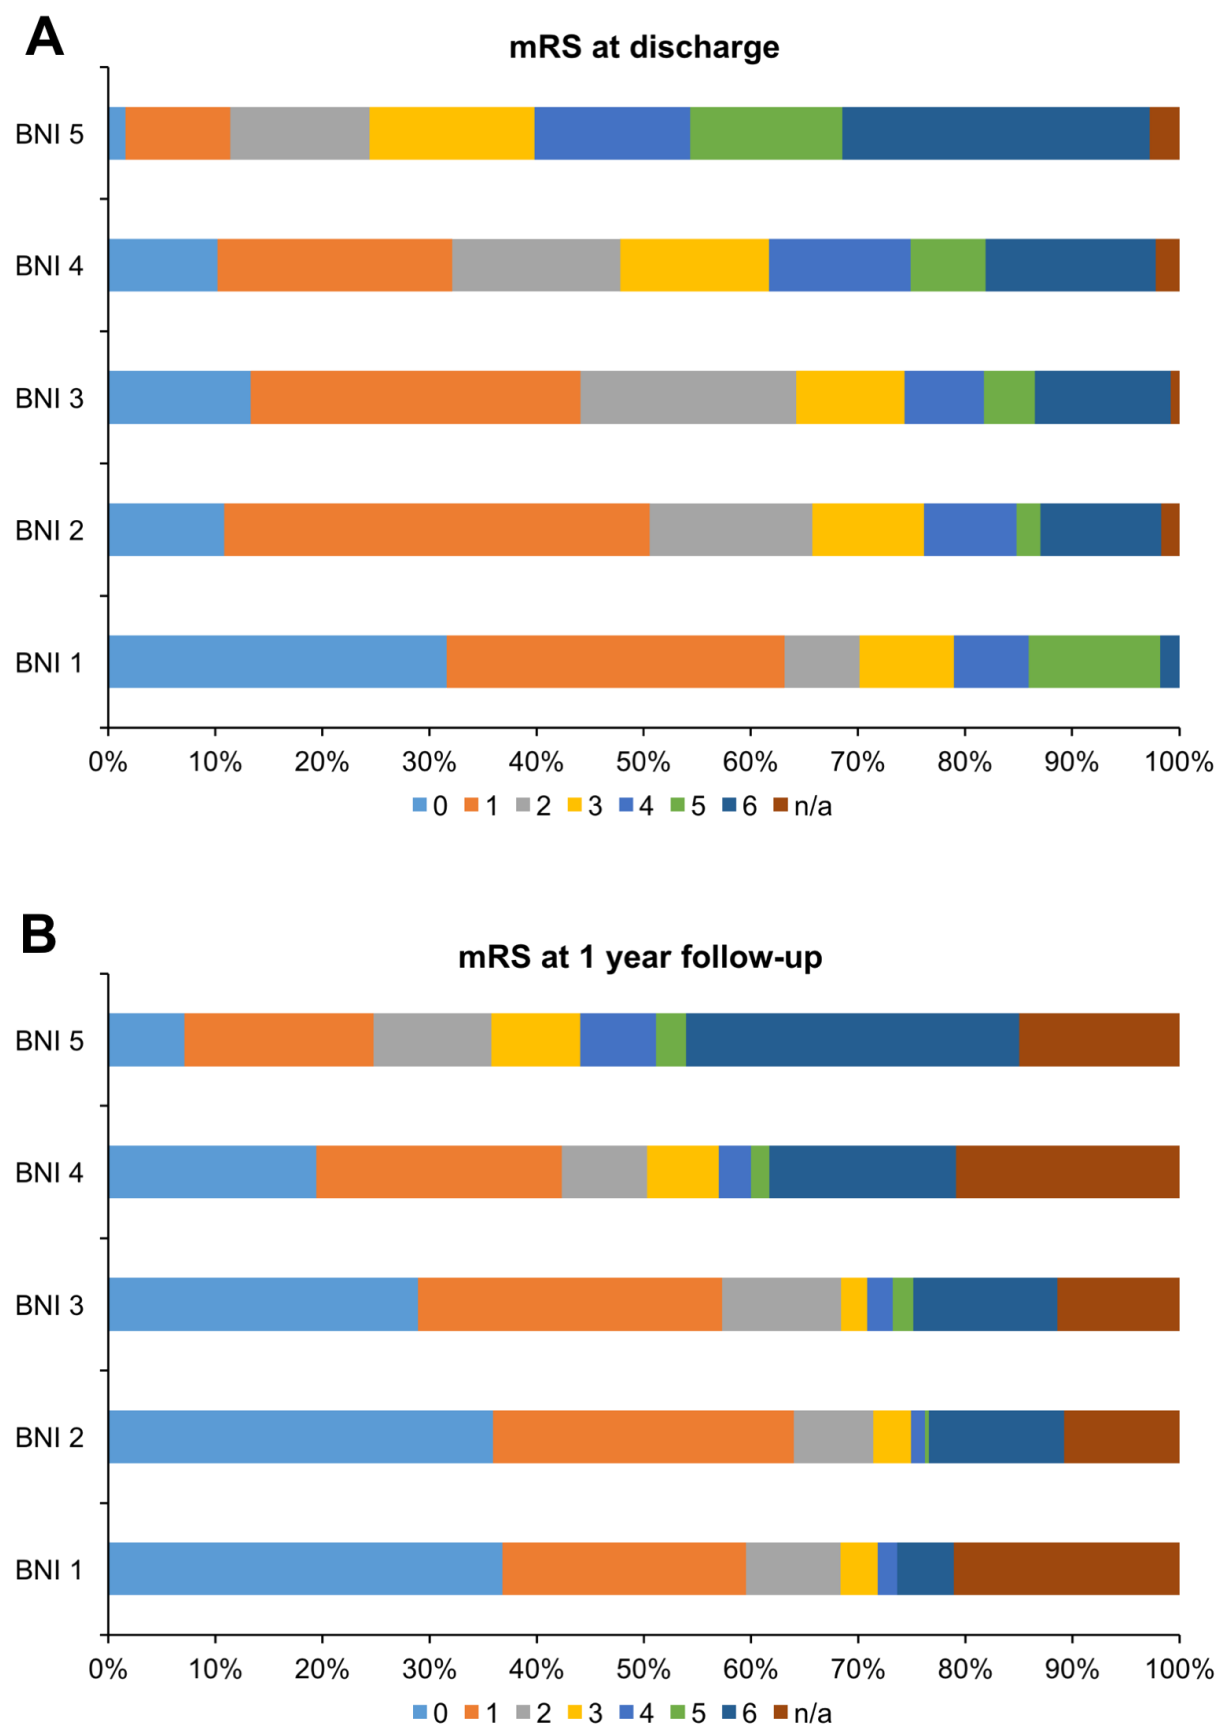 A
mRS at discharge
BNI 5
BNI 4
BNI 3
BNI 2
BNI 1
0% 10% 20% 30% 40% 50% 60% 70% 80% 90% 100%
0 1 2 3 4 5 6 n/a
B
mRS at 1 year follow-up
BNI 5
BNI 4
BNI 3
BNI 2
BNI 1
0% 10% 20% 30% 40% 50% 60% 70% 80% 90% 100%
0 1 2 3 4 5 6 n/a